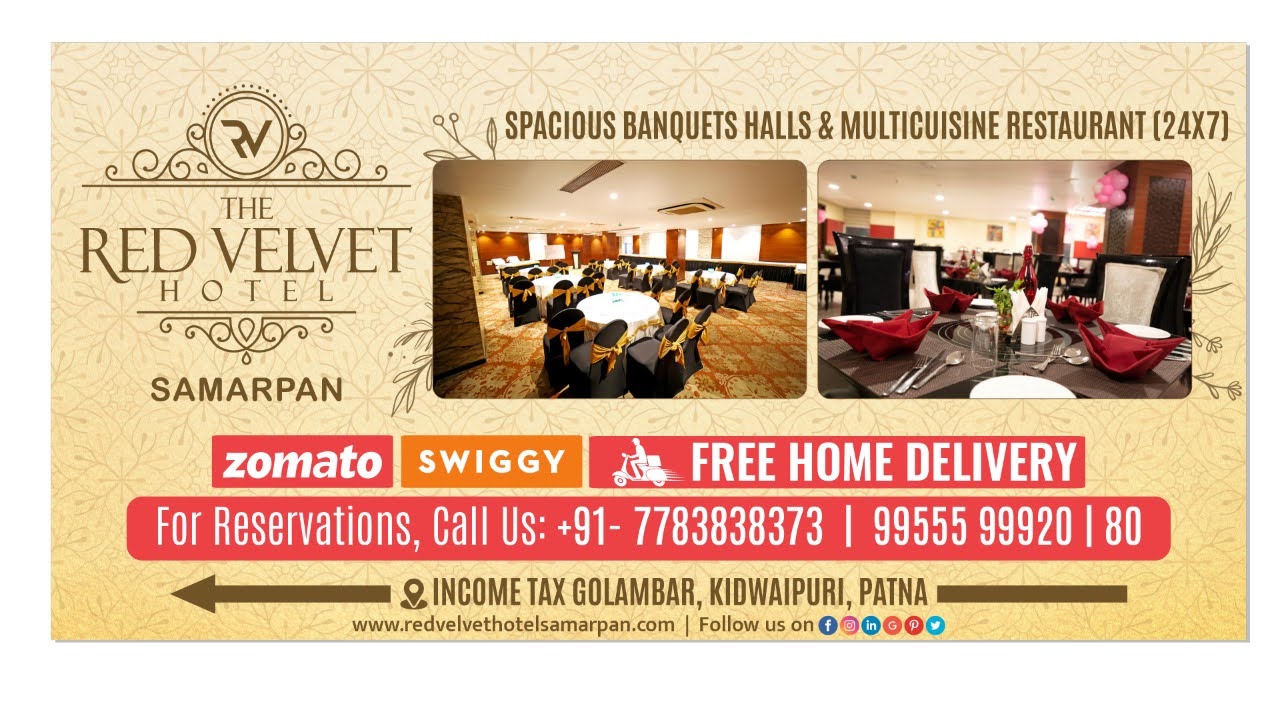 RV
THE
RED VELVET
HOTEL
SAMARPAN
SPACIOUS BANQUETS HALLS & MULTICUISINE RESTAURANT (24X7)
zomato
SWIGGY
FREE HOME DELIVERY
For Reservations, Call Us: +91- 7783838373 | 99555 99920 | 80
INCOME TAX GOLAMBAR, KIDWAIPURI, PATNA
www.redvelvethotelsamarpan.com | Follow us on